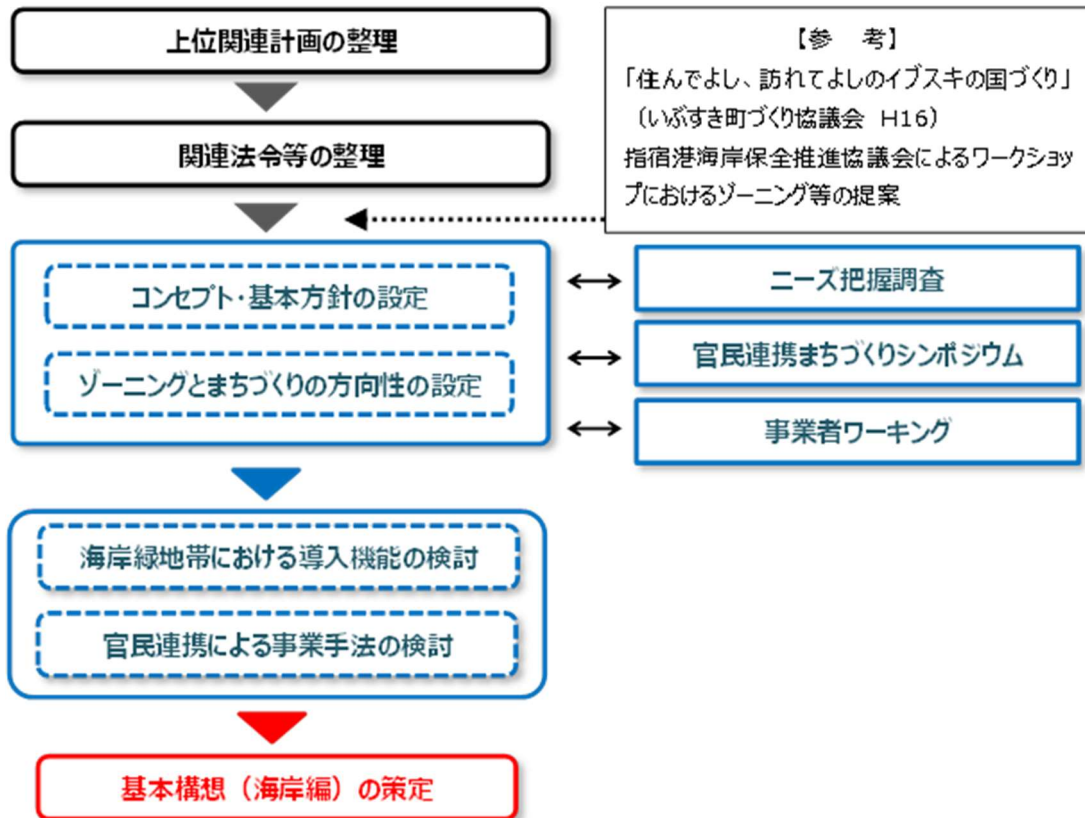 上位関連計画の整理
関連法令等の整理
【参　考】
「住んでよし、訪れてよしのイブスキの国づくり」
（いぶすき町づくり協議会　H16）
指宿港海岸保全推進協議会によるワークショッ
プにおけるゾーニング等の提案
コンセプト・基本方針の設定
ゾーニングとまちづくりの方向性の設定
ニーズ把握調査
官民連携まちづくりシンポジウム
事業者ワーキング
海岸緑地帯における導入機能の検討
官民連携による事業手法の検討
基本構想（海岸編）の策定